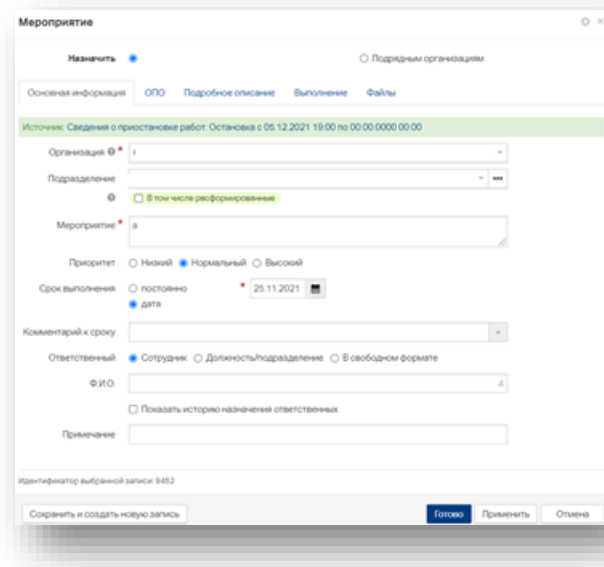 Мероприятие
Назначить
Подрядным организациям
Основная информация ОПО Подробное описание Выполнение Файлы
Источник: Сведения о приостановке работ: Остановка с 05.12.2021 19:00 по 00.00.0000 00:00
Организация *
Подразделение
В том числе расформированные
Мероприятие * а
Приоритет Низкий Нормальный Высокий
Срок выполнения постоянно * 25.11.2021
дата
Комментарий к сроку
Ответственный Сотрудник Должность/подразделение В свободном формате
Ф.И.О. A
Показать историю назначения ответственных
Примечание
Идентификатор выбранной записи: 9452
Сохранить и создать новую запись Готово Применить Отмена